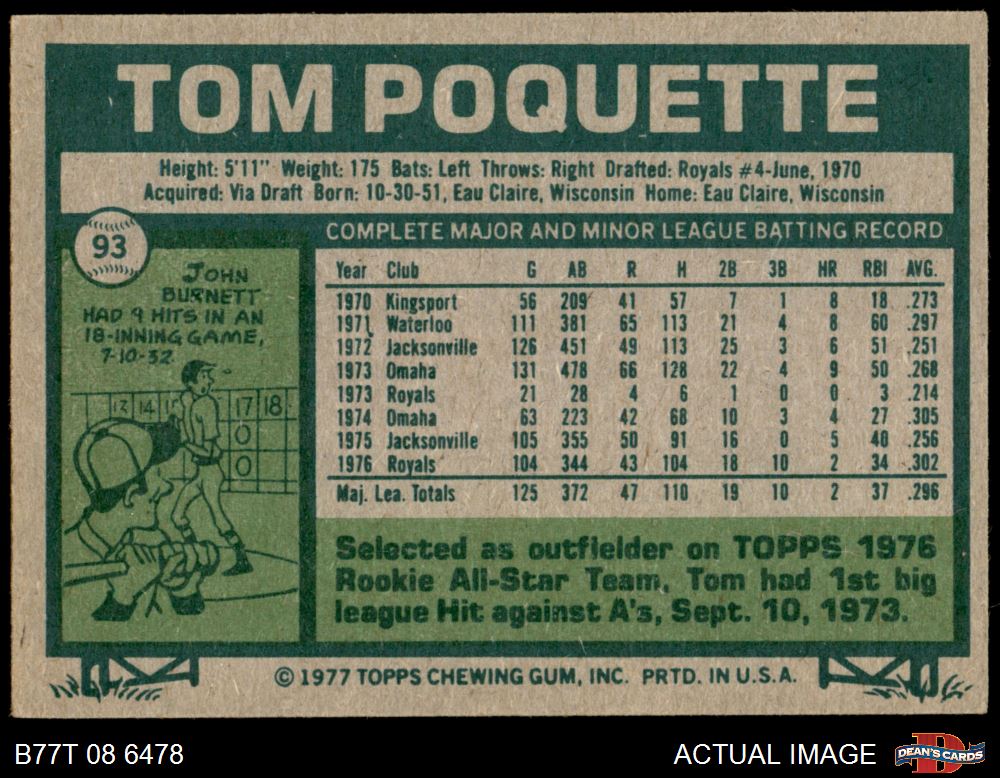 TOM POQUETTE
Height: 5'11" Weight: 175 Bats: Left Throws: Right Drafted: Royals #4-June, 1970
Acquired: Via Draft Born: 10-30-51, Eau Claire, Wisconsin Home: Eau Claire, Wisconsin
93
JOHN
BURNETT
HAD 9 HITS IN AN
18-INNING GAME,
7-10-32
13 14 15 17 18
0
0
COMPLETE MAJOR AND MINOR LEAGUE BATTING RECORD
Year Club G AB R H 2B 3B HR RBI AVG.
1970 Kingsport 56 209 41 57 7 1 8 18 .273
1971 Waterloo 111 381 65 113 21 4 8 60 .297
1972 Jacksonville 126 451 49 113 25 3 6 51 .251
1973 Omaha 131 478 66 128 22 4 9 50 .268
1973 Royals 21 28 4 6 1 0 0 3 .214
1974 Omaha 63 223 42 68 10 3 4 27 .305
1975 Jacksonville 105 355 50 91 16 0 5 40 .256
1976 Royals 104 344 43 104 18 10 2 34 .302
Maj. Lea. Totals 125 372 47 110 19 10 2 37 .296
Selected as outfielder on TOPPS 1976
Rookie All-Star Team, Tom had 1st big
league Hit against A's, Sept. 10, 1973.
© 1977 TOPPS CHEWING GUM, INC. PRTD. IN U.S.A.
B77T 08 6478
ACTUAL IMAGE
D
DEAN'S CARDS